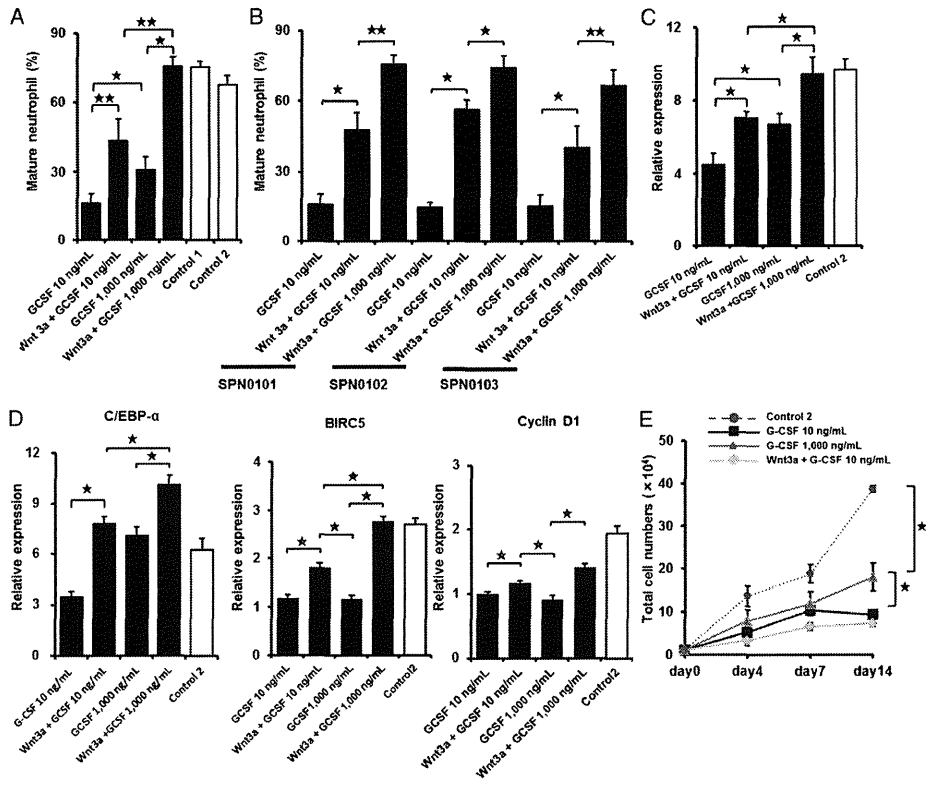 A
Mature neutrophil (%)
90
60
30
0
★★
★
★
★★
GCSF 10 ng/mL
Wnt 3a + GCSF 10 ng/mL
GCSF 1,000 ng/mL
Wnt3a + GCSF 1,000 ng/mL
Control 1
Control 2
B
Mature neutrophil (%)
90
60
30
0
★
★★
★
★
★
★★
GCSF 10 ng/mL
Wnt 3a + GCSF 10 ng/mL
Wnt3a + GCSF 1,000 ng/mL
GCSF 10 ng/mL
Wnt 3a + GCSF 10 ng/mL
Wnt3a + GCSF 1,000 ng/mL
GCSF 10 ng/mL
Wnt 3a + GCSF 10 ng/mL
Wnt3a + GCSF 1,000 ng/mL
SPN0101
SPN0102
SPN0103
C
Relative expression
12
8
4
0
★
★
★
★
GCSF 10 ng/mL
Wnt3a + GCSF 10 ng/mL
GCSF1,000 ng/mL
Wnt3a +GCSF 1,000 ng/mL
Control 2
D
C/EBP-α
Relative expression
12
9
6
3
0
★
★
★
G-CSF 10 ng/mL
Wnt3a + GCSF 10 ng/mL
GCSF 1,000 ng/mL
Wnt3a +GCSF 1,000 ng/mL
Control 2
BIRC5
Relative expression
4
3
2
1
0
★
★
★
★
GCSF 10 ng/mL
Wnt3a + GCSF 10 ng/mL
GCSF 1,000 ng/mL
Wnt3a + GCSF 1,000 ng/mL
Control2
Cyclin D1
Relative expression
3
2
1
0
★
★
★
GCSF 10 ng/mL
Wnt3a + GCSF 10 ng/mL
GCSF 1,000 ng/mL
Wnt3a + GCSF 1,000 ng/mL
Control2
E
Control 2
G-CSF 10 ng/mL
G-CSF 1,000 ng/mL
Wnt3a + G-CSF 10 ng/mL
Total cell numbers (×10⁴)
50
40
30
20
10
0
★
★
day0
day4
day7
day14